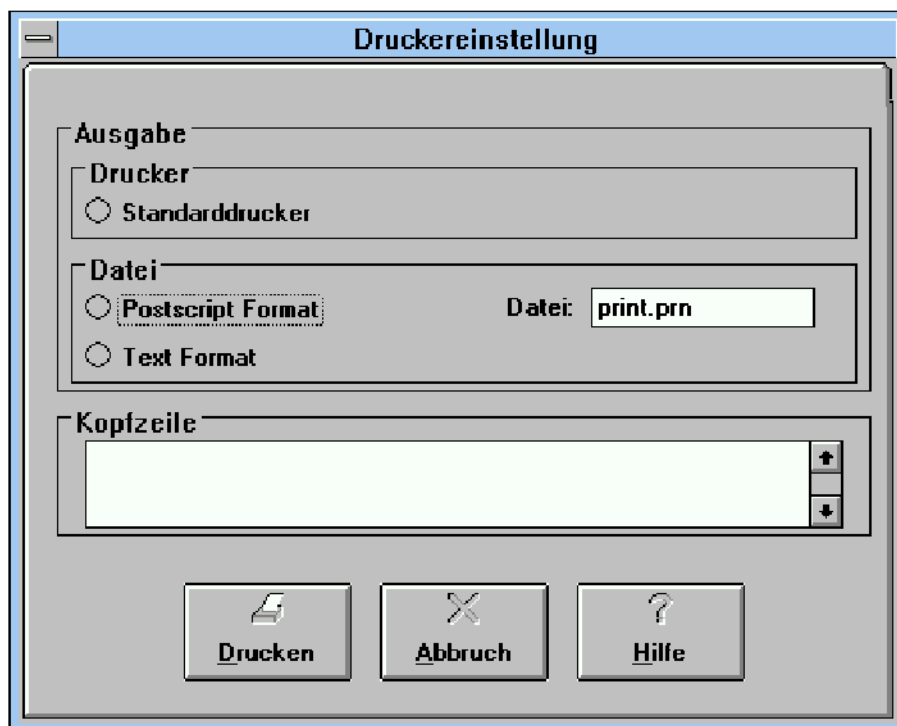 Druckereinstellung
Ausgabe
Drucker
Standarddrucker
Datei
Postscript Format Datei: print.prn
Text Format
Kopfzeile
Drucken Abbruch Hilfe